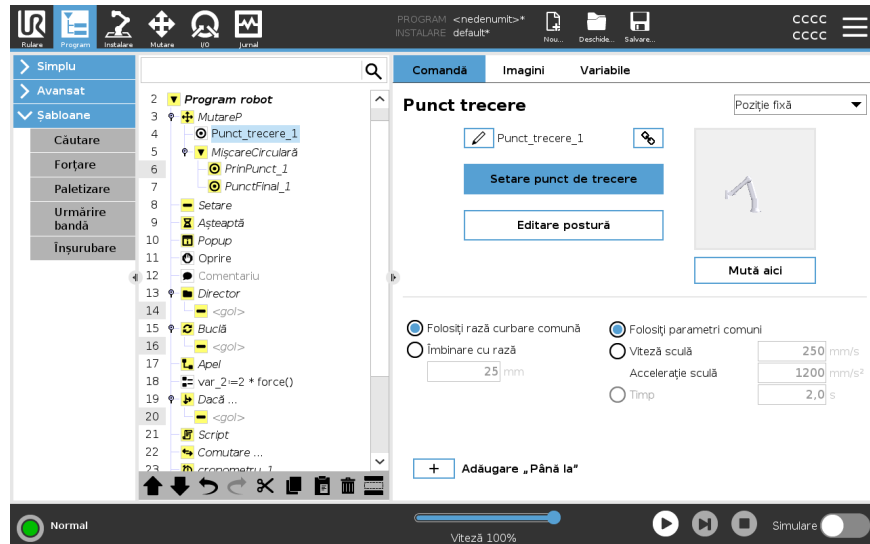 PROGRAM <nedenumit>*
INSTALARE default*
Rulare
Program
Instalare
Mutare
I/O
Jurnal
Nou...
Deschide...
Salvare...
CCCC
CCCC
Simplu
Avansat
Șabloane
Căutare
Forțare
Paletizare
Urmărire
bandă
Înșurubare
2 Program robot
3 MutareP
4 Punct_trecere_1
5 MișcareCirculară
6 PrinPunct_1
7 PunctFinal_1
8 Setare
9 Așteaptă
10 Popup
11 Oprire
12 Comentariu
13 Director
14 <gol>
15 Buclă
16 <gol>
17 Apel
18 var_2≔2 * force()
19 Dacă ...
20 <gol>
21 Script
22 Comutare ...
23 cronometru_1
Comandă
Imagini
Variabile
Punct trecere
Poziție fixă
Punct_trecere_1
Setare punct de trecere
Editare postură
Mută aici
Folosiți rază curbare comună
Îmbinare cu rază
25 mm
Folosiți parametri comuni
Viteză sculă
250 mm/s
Accelerație sculă
1200 mm/s²
Timp
2,0 s
+ Adăugare „Până la”
Normal
Viteză 100%
Simulare